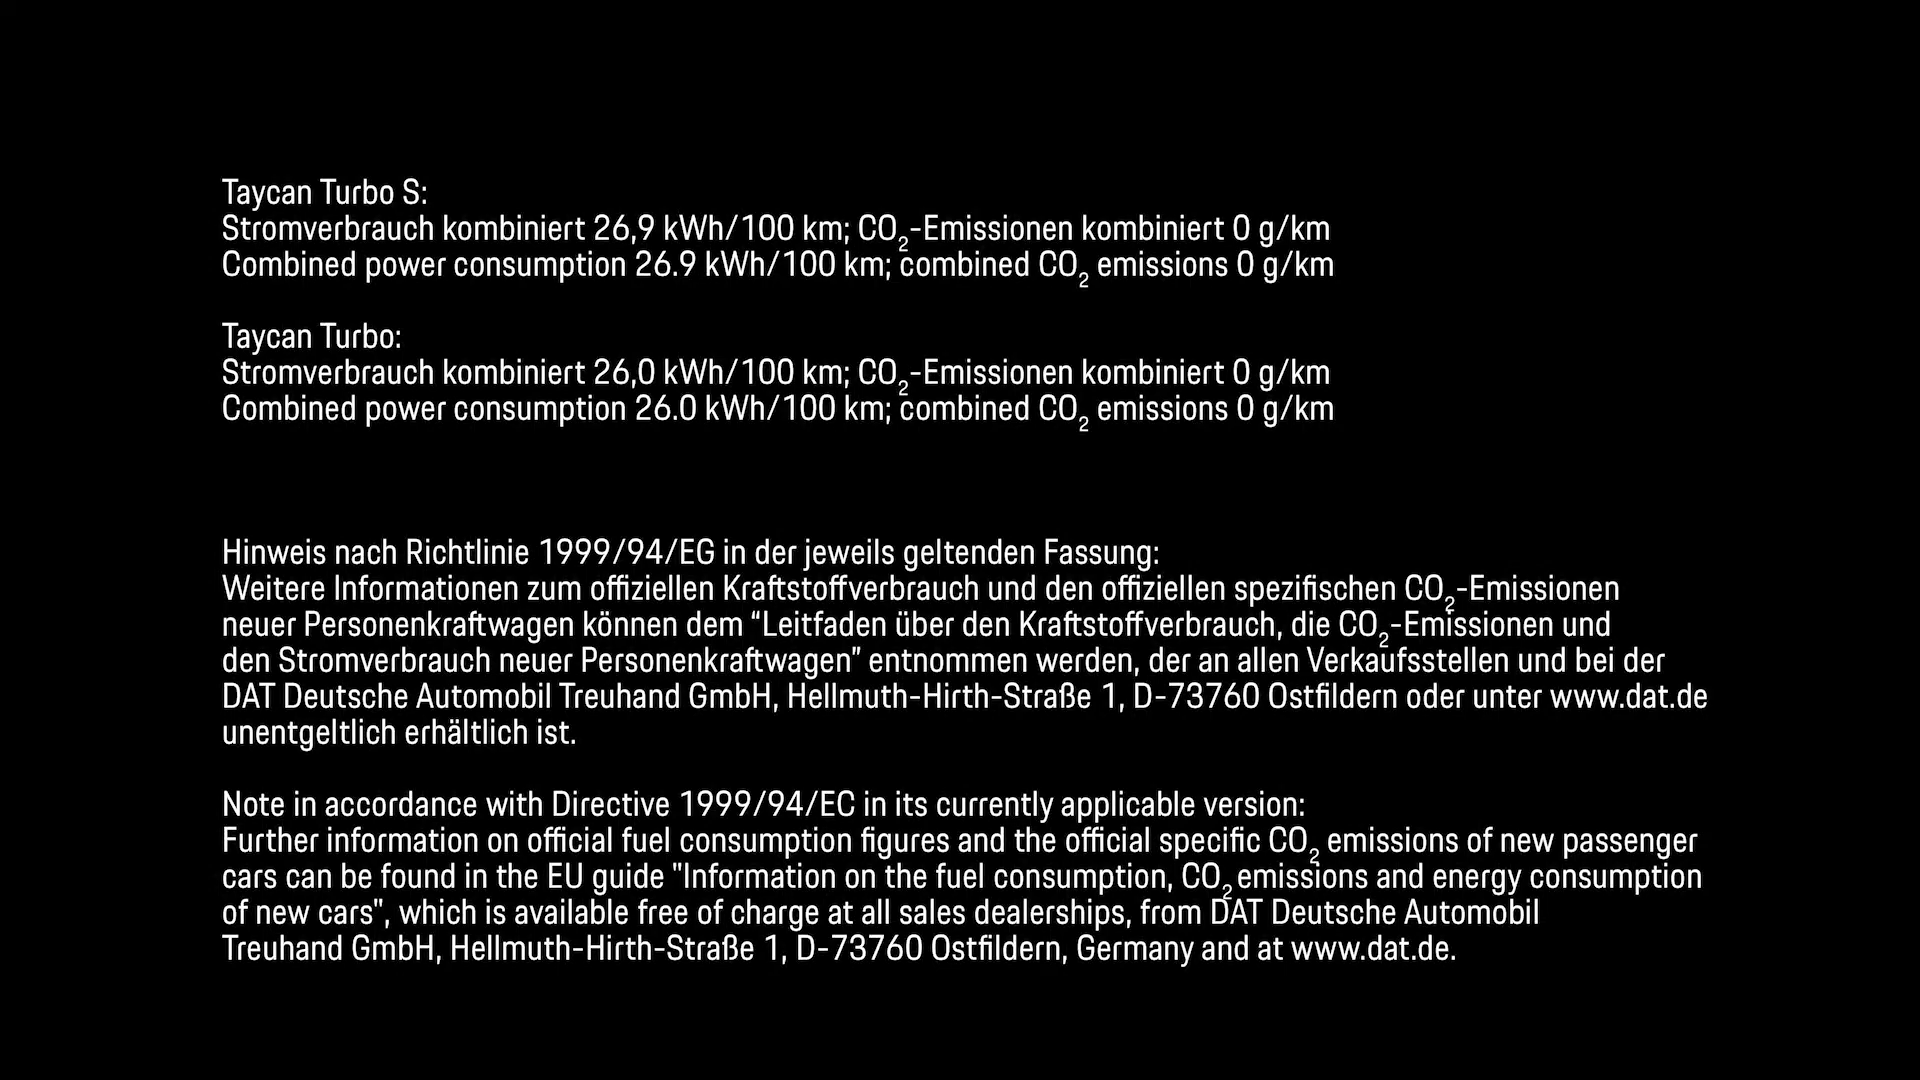 Taycan Turbo S:
Stromverbrauch kombiniert 26,9 kWh/100 km; CO₂-Emissionen kombiniert 0 g/km
Combined power consumption 26.9 kWh/100 km; combined CO₂ emissions 0 g/km
Taycan Turbo:
Stromverbrauch kombiniert 26,0 kWh/100 km; CO₂-Emissionen kombiniert 0 g/km
Combined power consumption 26.0 kWh/100 km; combined CO₂ emissions 0 g/km
Hinweis nach Richtlinie 1999/94/EG in der jeweils geltenden Fassung:
Weitere Informationen zum offiziellen Kraftstoffverbrauch und den offiziellen spezifischen CO₂-Emissionen
neuer Personenkraftwagen können dem “Leitfaden über den Kraftstoffverbrauch, die CO₂-Emissionen und
den Stromverbrauch neuer Personenkraftwagen” entnommen werden, der an allen Verkaufsstellen und bei der
DAT Deutsche Automobil Treuhand GmbH, Hellmuth-Hirth-Straße 1, D-73760 Ostfildern oder unter www.dat.de
unentgeltlich erhältlich ist.
Note in accordance with Directive 1999/94/EC in its currently applicable version:
Further information on official fuel consumption figures and the official specific CO₂ emissions of new passenger
cars can be found in the EU guide "Information on the fuel consumption, CO₂ emissions and energy consumption
of new cars", which is available free of charge at all sales dealerships, from DAT Deutsche Automobil
Treuhand GmbH, Hellmuth-Hirth-Straße 1, D-73760 Ostfildern, Germany and at www.dat.de.